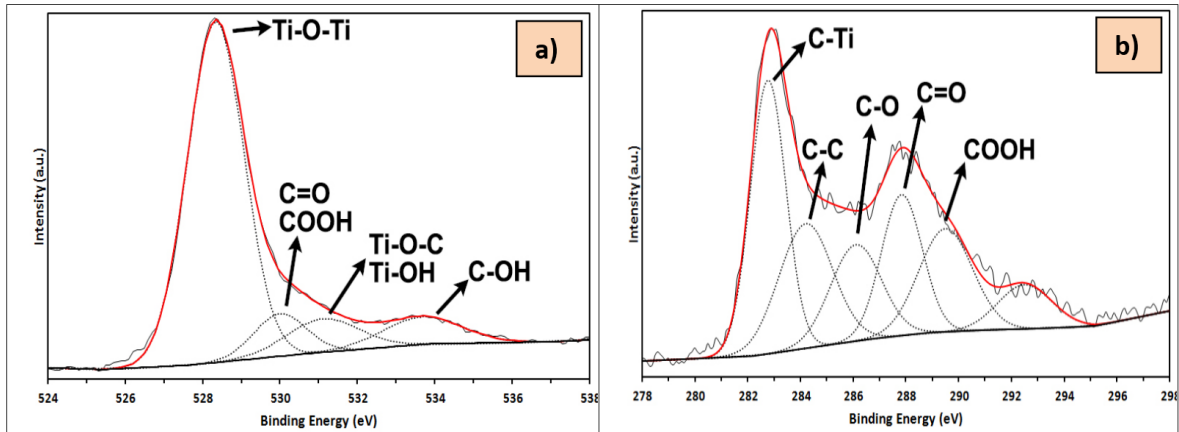 a)
Ti-O-Ti
C=O
COOH
Ti-O-C
Ti-OH
C-OH
Intensity (a.u.)
524 526 528 530 532 534 536 538
Binding Energy (eV)
b)
C-Ti
C-C
C-O
C=O
COOH
Intensity (a.u.)
278 280 282 284 286 288 290 292 294 296 298
Binding Energy (eV)